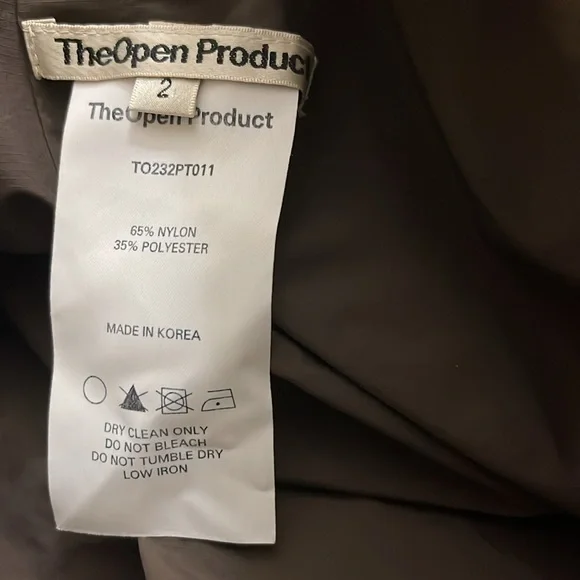 TheOpen Produc
2
TheOpen Product
TO232PT011
65% NYLON
35% POLYESTER
MADE IN KOREA
DRY CLEAN ONLY
DO NOT BLEACH
DO NOT TUMBLE DRY
LOW IRON